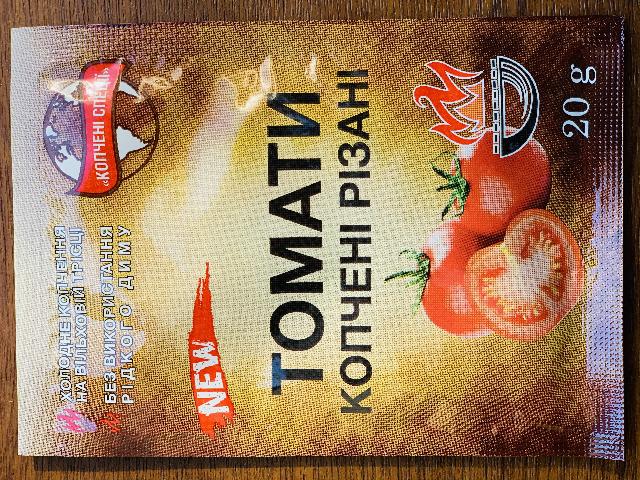 ХОЛОДНЕ КОПЧЕННЯ
НА ВІЛЬХОВІЙ ТРІСЦІ
БЕЗ ВИКОРИСТАННЯ
РІДКОГО ДИМУ
«КОПЧЕНІ СПЕЦІЇ»
NEW
ТОМАТИ
КОПЧЕНІ РІЗАНІ
20 g